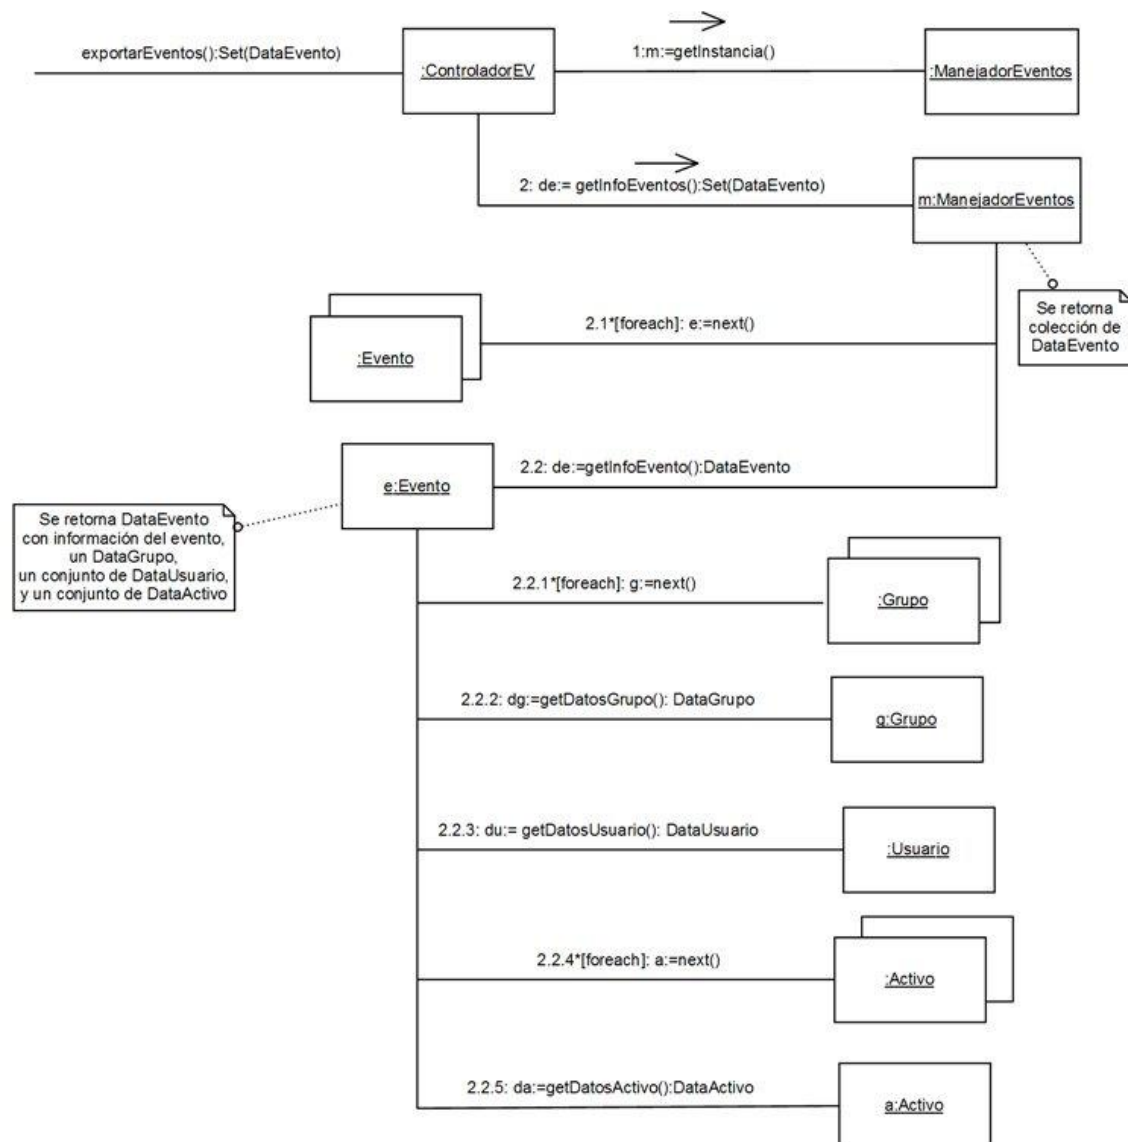 exportarEventos():Set(DataEvento)
:ControladorEV
1:m:=getInstancia()
:ManejadorEventos
2: de:= getInfoEventos():Set(DataEvento)
m:ManejadorEventos
Se retorna
colección de
DataEvento
2.1*[foreach]: e:=next()
:Evento
2.2: de:=getInfoEvento():DataEvento
e:Evento
Se retorna DataEvento
con información del evento,
un DataGrupo,
un conjunto de DataUsuario,
y un conjunto de DataActivo
2.2.1*[foreach]: g:=next()
:Grupo
2.2.2: dg:=getDatosGrupo(): DataGrupo
g:Grupo
2.2.3: du:= getDatosUsuario(): DataUsuario
:Usuario
2.2.4*[foreach]: a:=next()
:Activo
2.2.5: da:=getDatosActivo():DataActivo
a:Activo